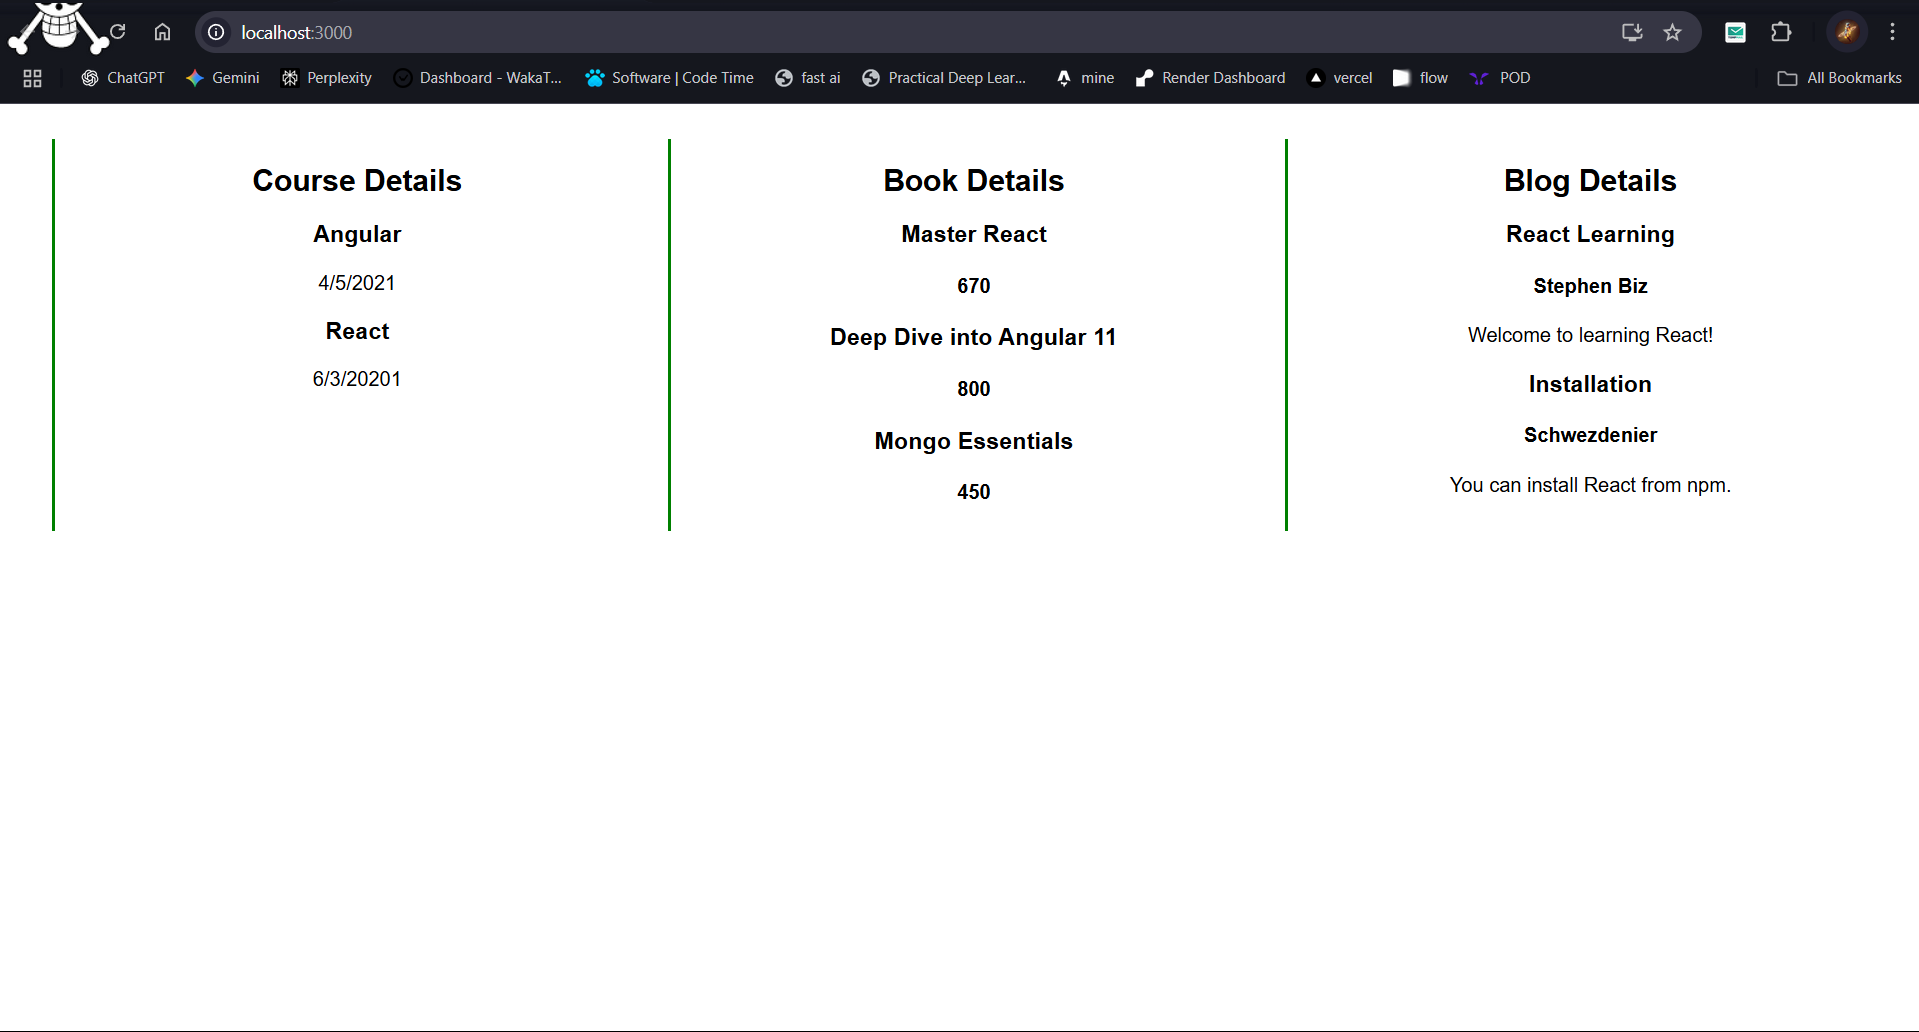 localhost:3000
ChatGPT Gemini Perplexity Dashboard - WakaT... Software | Code Time fast ai Practical Deep Lear... mine Render Dashboard vercel flow POD All Bookmarks
Course Details
Angular
4/5/2021
React
6/3/20201
Book Details
Master React
670
Deep Dive into Angular 11
800
Mongo Essentials
450
Blog Details
React Learning
Stephen Biz
Welcome to learning React!
Installation
Schwezdenier
You can install React from npm.